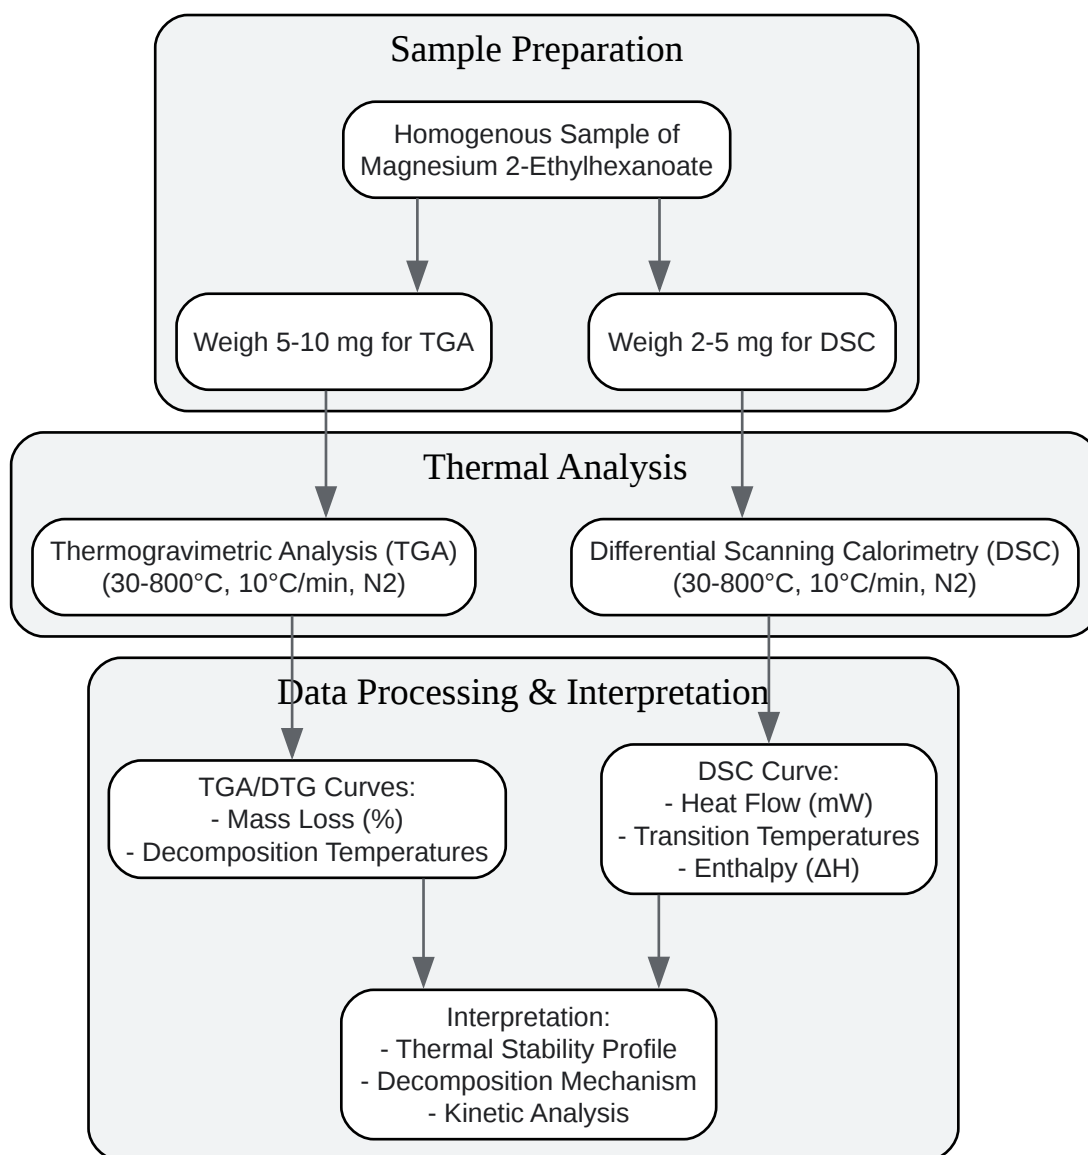 Sample Preparation
Homogenous Sample of
Magnesium 2-Ethylhexanoate
Weigh 5-10 mg for TGA
Weigh 2-5 mg for DSC
Thermal Analysis
Thermogravimetric Analysis (TGA)
(30-800°C, 10°C/min, N2)
Differential Scanning Calorimetry (DSC)
(30-800°C, 10°C/min, N2)
Data Processing & Interpretation
TGA/DTG Curves:
- Mass Loss (%)
- Decomposition Temperatures
DSC Curve:
- Heat Flow (mW)
- Transition Temperatures
- Enthalpy (ΔH)
Interpretation:
- Thermal Stability Profile
- Decomposition Mechanism
- Kinetic Analysis